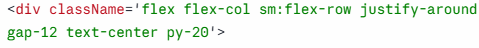 <div className='flex flex-col sm:flex-row justify-around
gap-12 text-center py-20'>